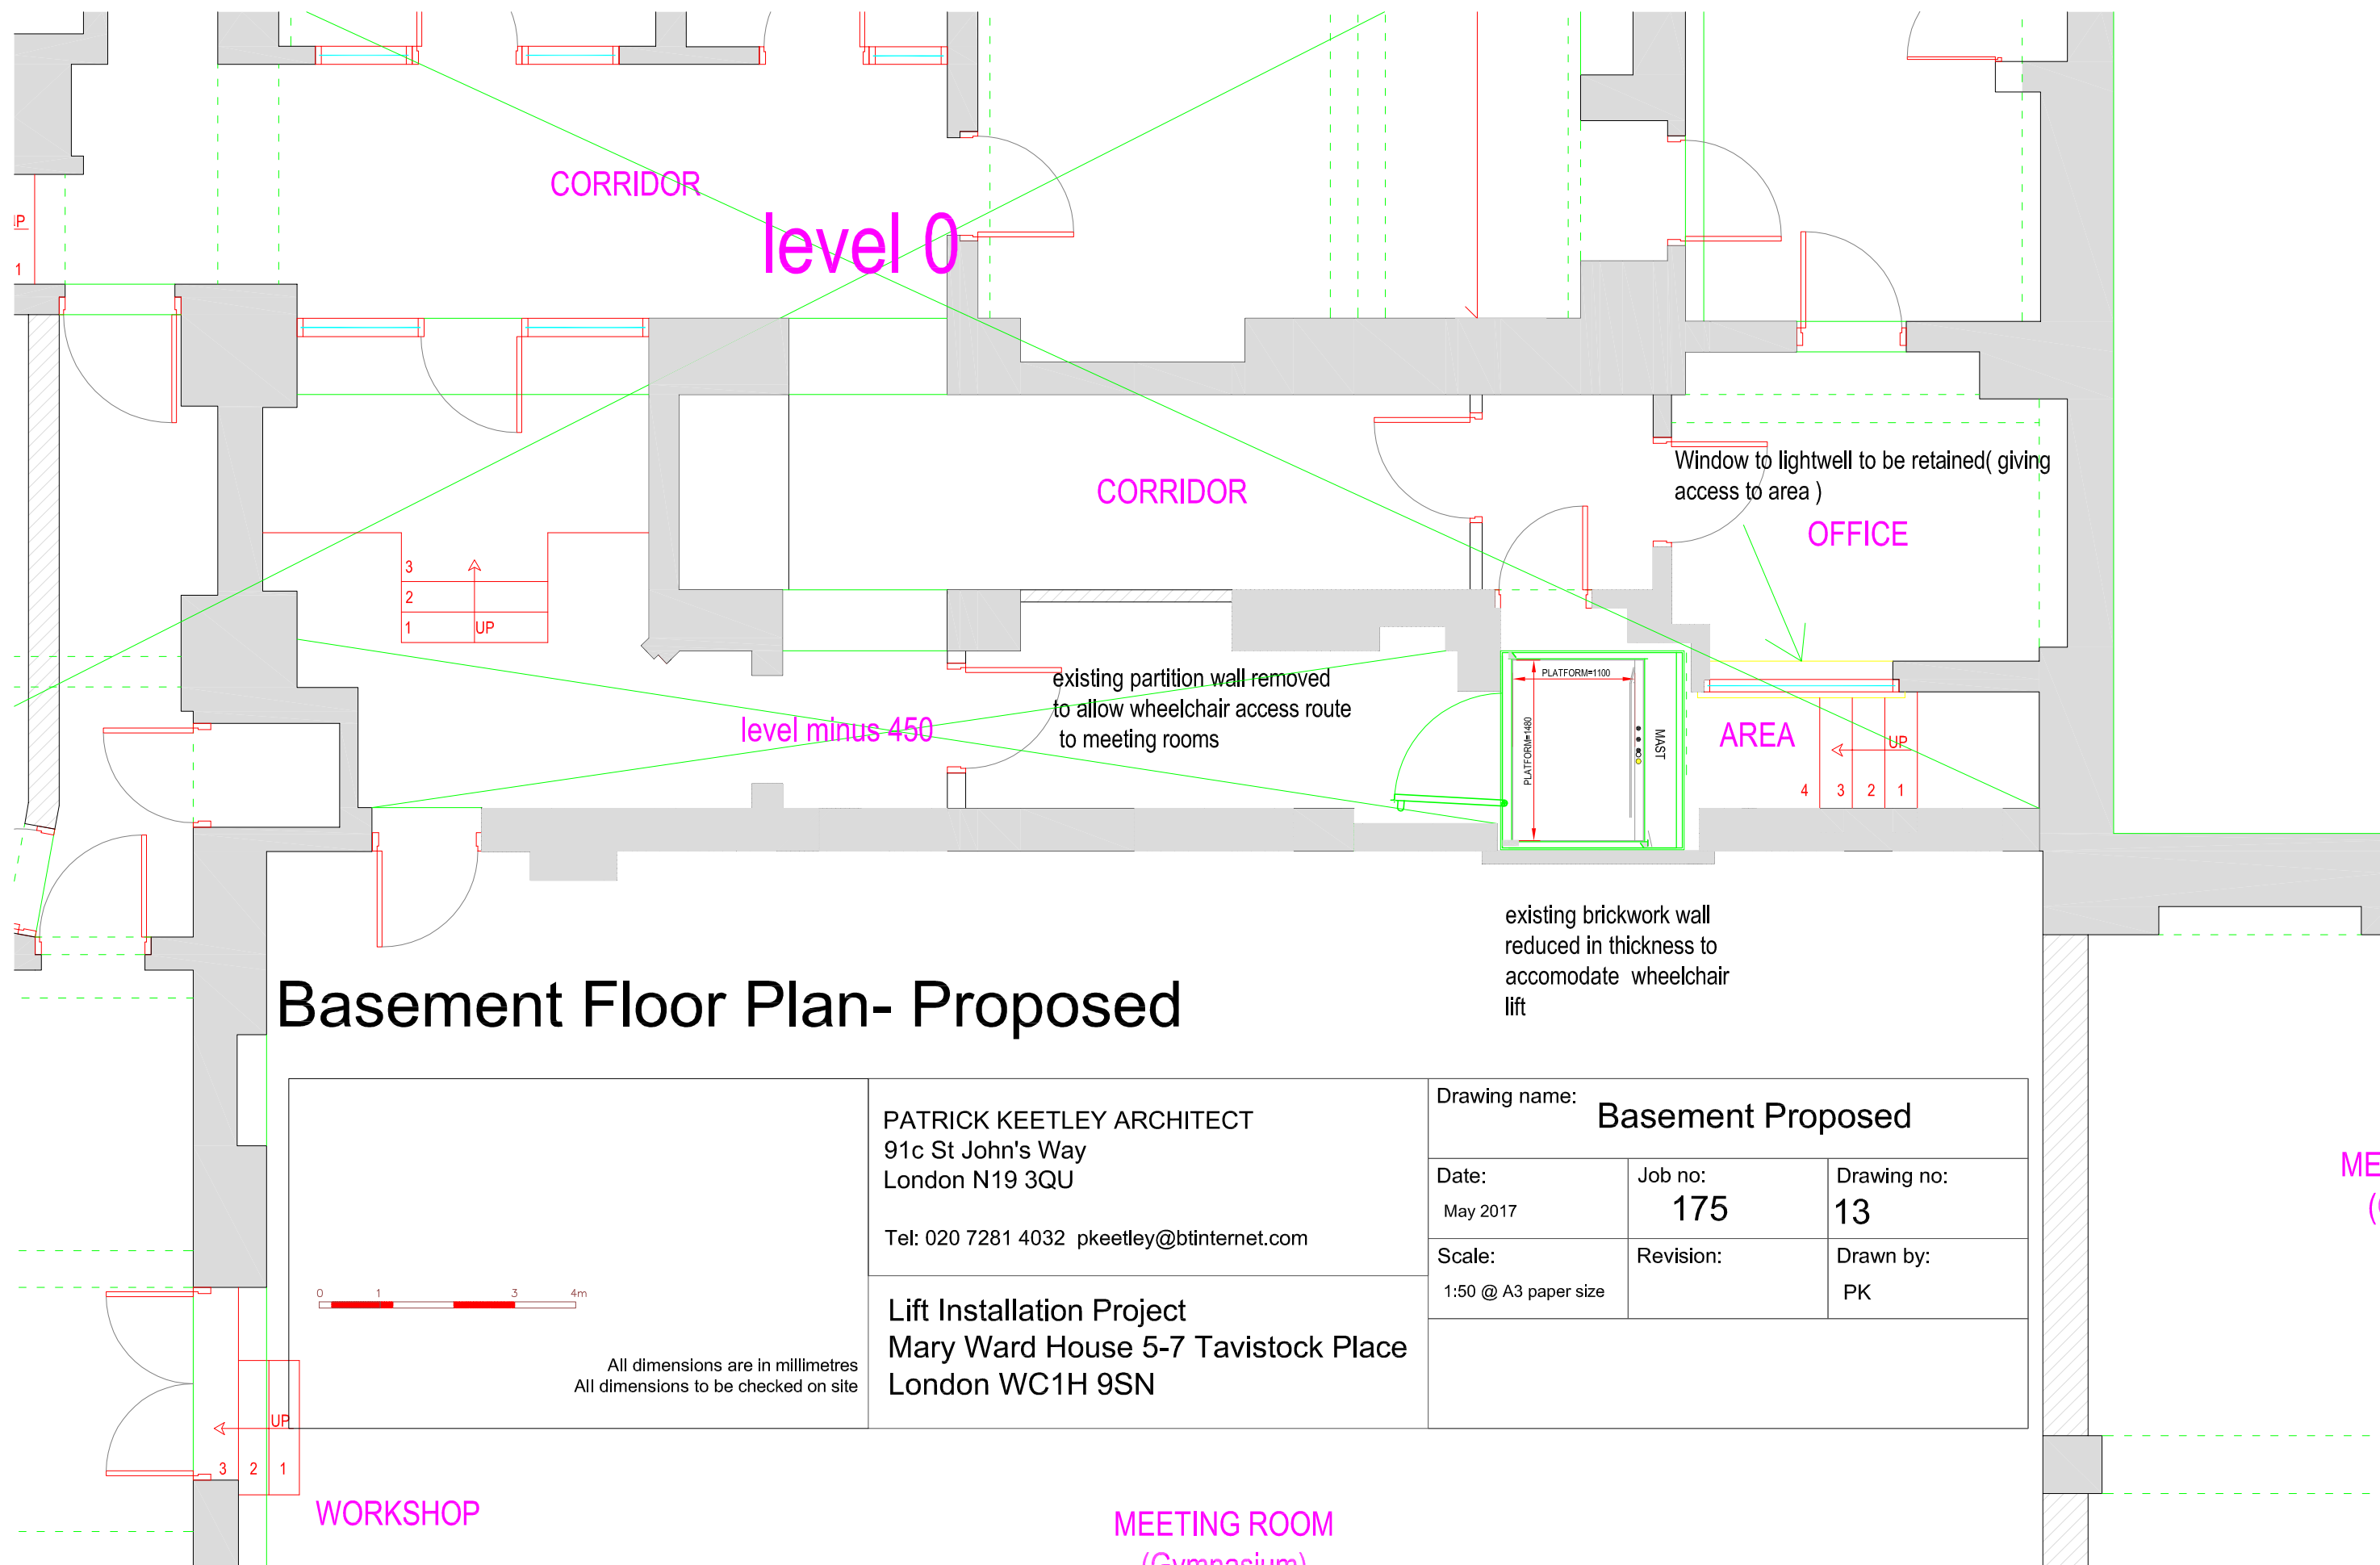 CORRIDOR
level 0
1
CORRIDOR
Window to lightwell to be retained( giving
access to area )
OFFICE
3
2
1
UP
existing partition wall removed
to allow wheelchair access route
to meeting rooms
level minus 450
PLATFORM=1100
PLATFORM=1480
MAST
AREA
UP
4 3 2 1
existing brickwork wall
reduced in thickness to
accomodate wheelchair
lift
Basement Floor Plan- Proposed
PATRICK KEETLEY ARCHITECT
91c St John's Way
London N19 3QU
Tel: 020 7281 4032 pkeetley@btinternet.com
Lift Installation Project
Mary Ward House 5-7 Tavistock Place
London WC1H 9SN
Drawing name:
Basement Proposed
Date:
May 2017
Job no:
175
Drawing no:
13
Scale:
1:50 @ A3 paper size
Revision:
Drawn by:
PK
0 1 3 4m
All dimensions are in millimetres
All dimensions to be checked on site
UP
3 2 1
WORKSHOP
MEETING ROOM
(Gymnasium)